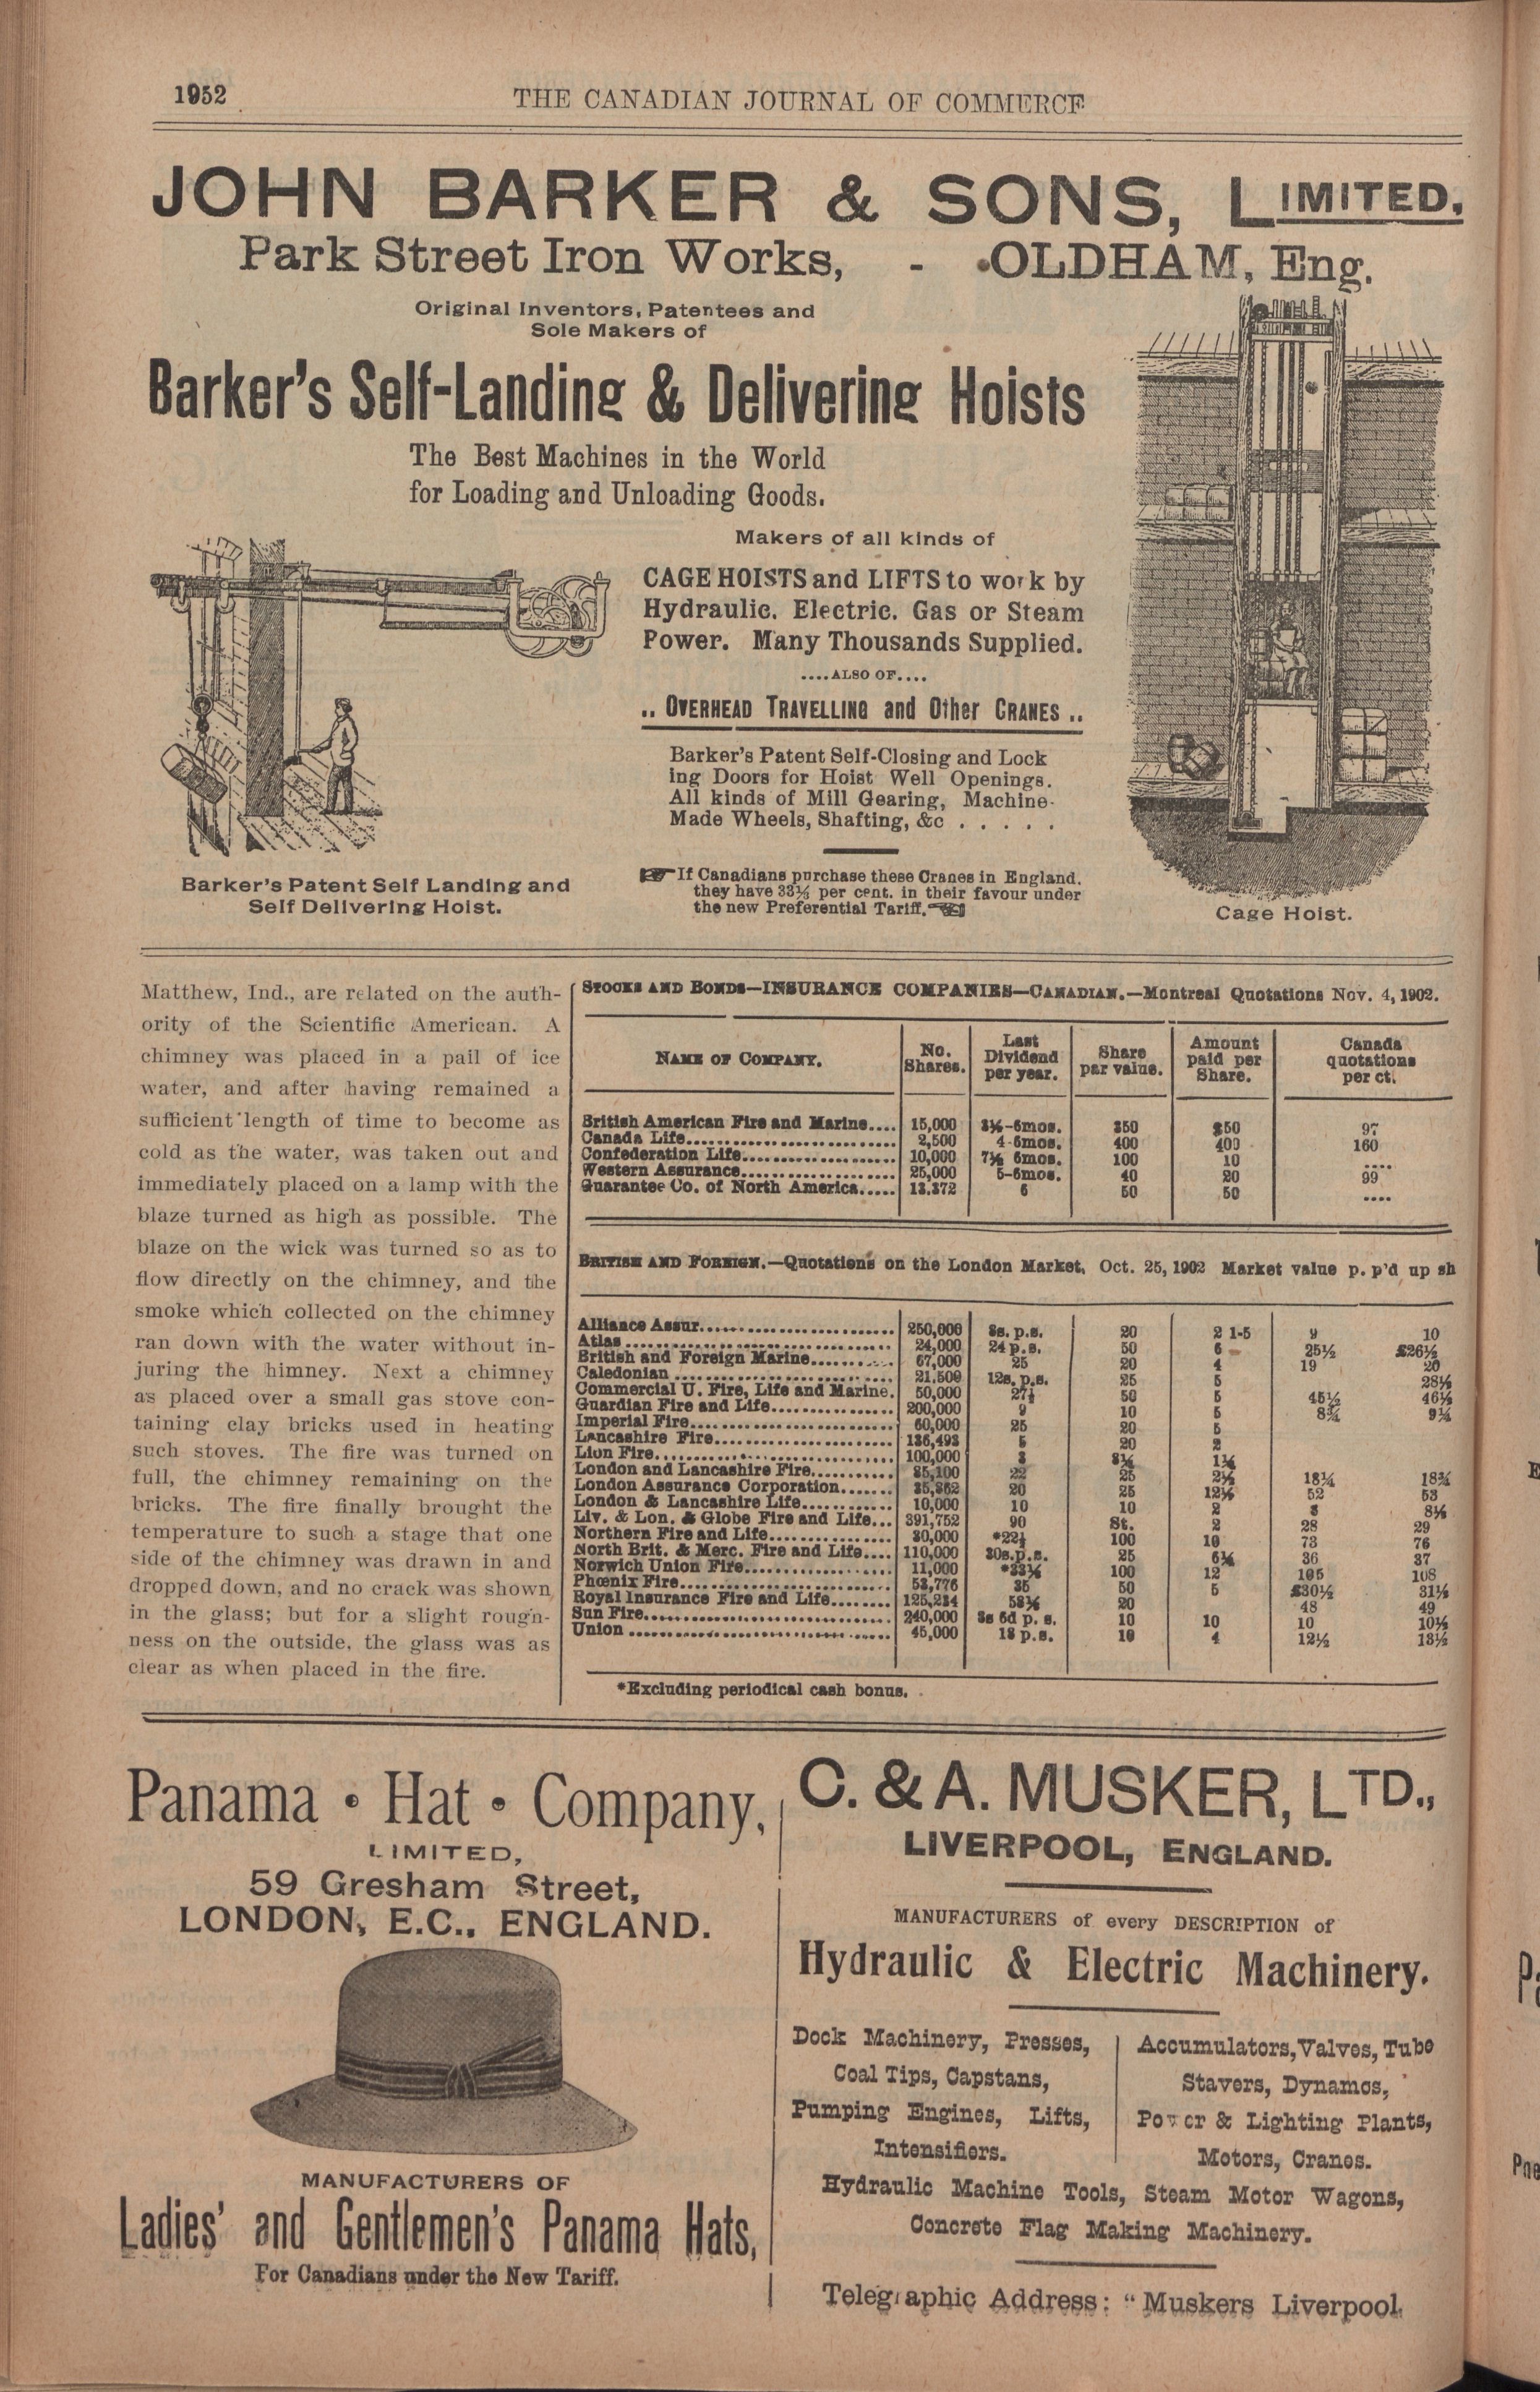 1952
THE CANADIAN JOURNAL OF COMMERCE
JOHN BARKER & SONS, LIMITED,
Park Street Iron Works, - OLDHAM, Eng.
Original Inventors, Patentees and
Sole Makers of
Barker's Self-Landing & Delivering Hoists
The Best Machines in the World
for Loading and Unloading Goods.
Makers of all kinds of
CAGE HOISTS and LIFTS to work by
Hydraulic. Electric. Gas or Steam
Power. Many Thousands Supplied.
....ALSO OF....
.. OVERHEAD TRAVELLING and Other CRANES ..
Barker's Patent Self-Closing and Lock
ing Doors for Hoist Well Openings.
All kinds of Mill Gearing, Machine-
Made Wheels, Shafting, &c . . . . .
If Canadians purchase these Cranes in England,
they have 33⅓ per cent. in their favour under
the new Preferential Tariff.
Barker's Patent Self Landing and
Self Delivering Hoist.
Cage Hoist.
Matthew, Ind., are related on the auth-
ority of the Scientific American. A
chimney was placed in a pail of ice
water, and after having remained a
sufficient length of time to become as
cold as the water, was taken out and
immediately placed on a lamp with the
blaze turned as high as possible. The
blaze on the wick was turned so as to
flow directly on the chimney, and the
smoke which collected on the chimney
ran down with the water without in-
juring the himney. Next a chimney
as placed over a small gas stove con-
taining clay bricks used in heating
such stoves. The fire was turned on
full, the chimney remaining on the
bricks. The fire finally brought the
temperature to such a stage that one
side of the chimney was drawn in and
dropped down, and no crack was shown
in the glass; but for a slight rough-
ness on the outside, the glass was as
clear as when placed in the fire.
STOCKS AND BONDS—INSURANCE COMPANIES—CANADIAN.—Montreal Quotations Nov. 4, 1902.
NAME OF COMPANY. No. Shares. Last Dividend per year. Share par value. Amount paid per Share. Canada quotations per ct.
British American Fire and Marine.... 15,000 3½-6mos. $50 $50 97
Canada Life.... 2,500 4-6mos. 400 400 160
Confederation Life.... 10,000 7½ 6mos. 100 10 ....
Western Assurance.... 25,000 5-6mos. 40 20 99
Guarantee Co. of North America..... 13,372 6 50 50 ....
BRITISH AND FOREIGN.—Quotations on the London Market, Oct. 25, 1902 Market value p. p'd up sh
Alliance Assur.... 250,000 8s. p.s. 20 2 1-5 9 10
Atlas.... 24,000 24 p.s. 50 6 25½ £26½
British and Foreign Marine.... 67,000 25 20 4 19 20
Caledonian.... 21,500 12s. p.s. 25 5 28½
Commercial U. Fire, Life and Marine. 50,000 27½ 50 5 45½ 46½
Guardian Fire and Life.... 200,000 9 10 5 8¾ 9¼
Imperial Fire.... 60,000 25 20 5
Lancashire Fire.... 136,493 5 20 2
Lion Fire.... 100,000 3 8½ 1¼
London and Lancashire Fire.... 85,100 22 25 2½ 18¼ 18¾
London Assurance Corporation.... 35,862 20 25 12½ 52 53
London & Lancashire Life.... 10,000 10 10 2 8 8½
Liv. & Lon. & Globe Fire and Life... 391,752 90 St. 2 28 29
Northern Fire and Life.... 30,000 *22½ 100 10 73 76
North Brit. & Merc. Fire and Life.... 110,000 30s.p.s. 25 6¼ 36 37
Norwich Union Fire.... 11,000 *33⅓ 100 12 105 108
Phœnix Fire.... 53,776 35 50 5 £30½ 31½
Royal Insurance Fire and Life........ 125,234 58⅓ 20 48 49
Sun Fire.... 240,000 8s 6d p. s. 10 10 10 10½
Union.... 45,000 18 p.s. 10 4 12½ 13½
*Excluding periodical cash bonus.
Panama • Hat • Company,
LIMITED,
59 Gresham Street,
LONDON, E.C., ENGLAND.
MANUFACTURERS OF
Ladies' and Gentlemen's Panama Hats,
For Canadians under the New Tariff.
C. & A. MUSKER, LTD.,
LIVERPOOL, ENGLAND.
MANUFACTURERS of every DESCRIPTION of
Hydraulic & Electric Machinery.
Dock Machinery, Presses,
Coal Tips, Capstans,
Pumping Engines, Lifts,
Intensifiers.
Accumulators, Valves, Tube
Stavers, Dynamos,
Power & Lighting Plants,
Motors, Cranes.
Hydraulic Machine Tools, Steam Motor Wagons,
Concrete Flag Making Machinery.
Telegraphic Address: "Muskers Liverpool